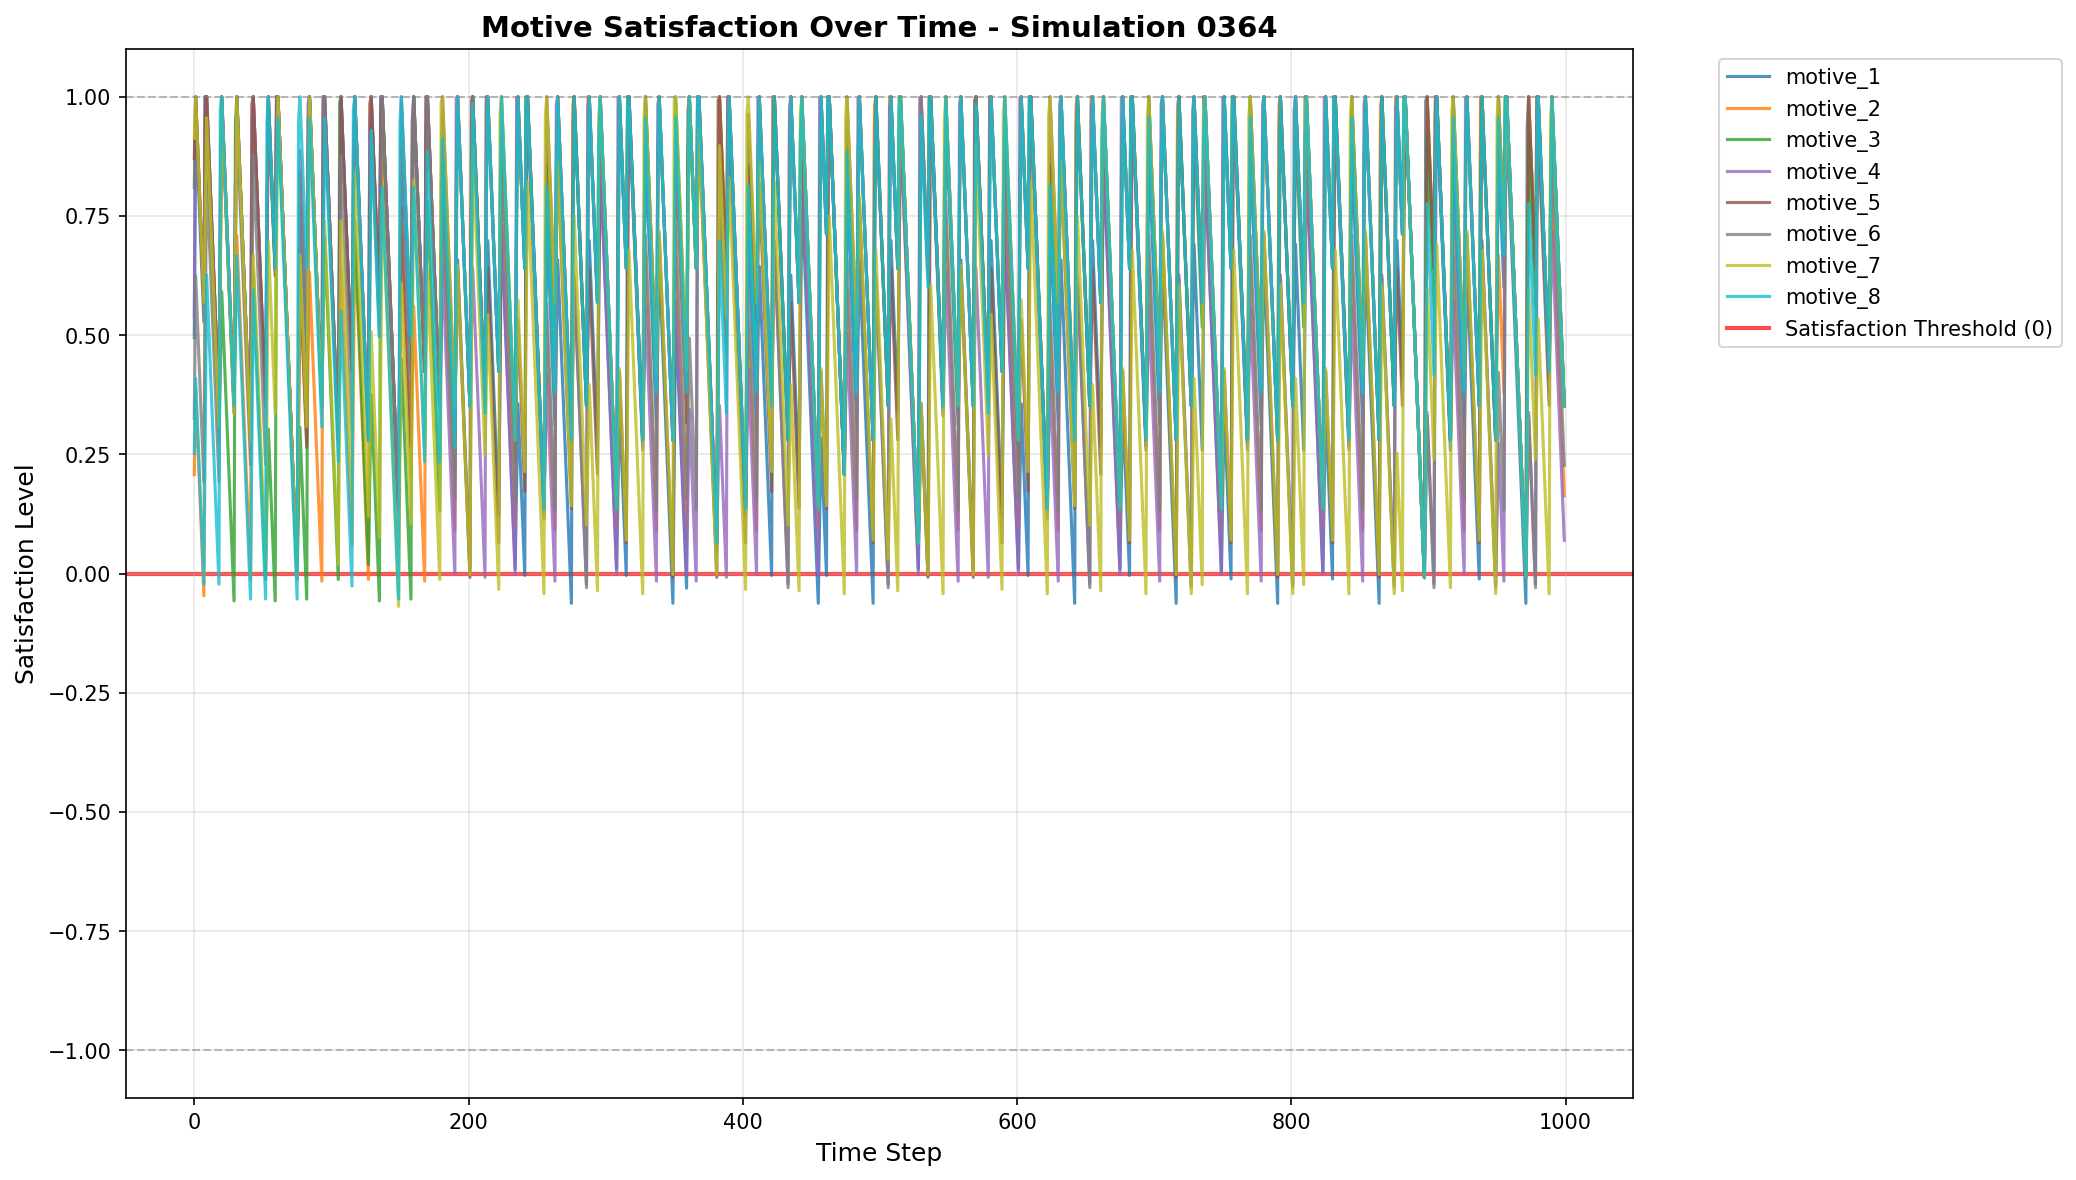 Motive Satisfaction Over Time - Simulation 0364
Satisfaction Level
1.00
0.75
0.50
0.25
0.00
−0.25
−0.50
−0.75
−1.00
0
200
400
600
800
1000
Time Step
motive_1
motive_2
motive_3
motive_4
motive_5
motive_6
motive_7
motive_8
Satisfaction Threshold (0)